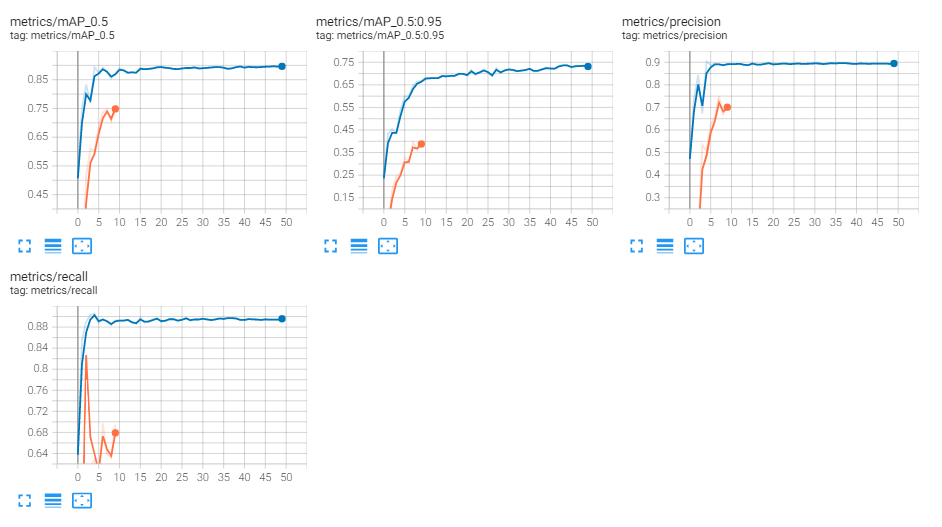 metrics/mAP_0.5
tag: metrics/mAP_0.5
0.85
0.75
0.65
0.55
0.45
0 5 10 15 20 25 30 35 40 45 50
metrics/mAP_0.5:0.95
tag: metrics/mAP_0.5:0.95
0.75
0.65
0.55
0.45
0.35
0.25
0.15
0 5 10 15 20 25 30 35 40 45 50
metrics/precision
tag: metrics/precision
0.9
0.8
0.7
0.6
0.5
0.4
0.3
0 5 10 15 20 25 30 35 40 45 50
metrics/recall
tag: metrics/recall
0.88
0.84
0.8
0.76
0.72
0.68
0.64
0 5 10 15 20 25 30 35 40 45 50